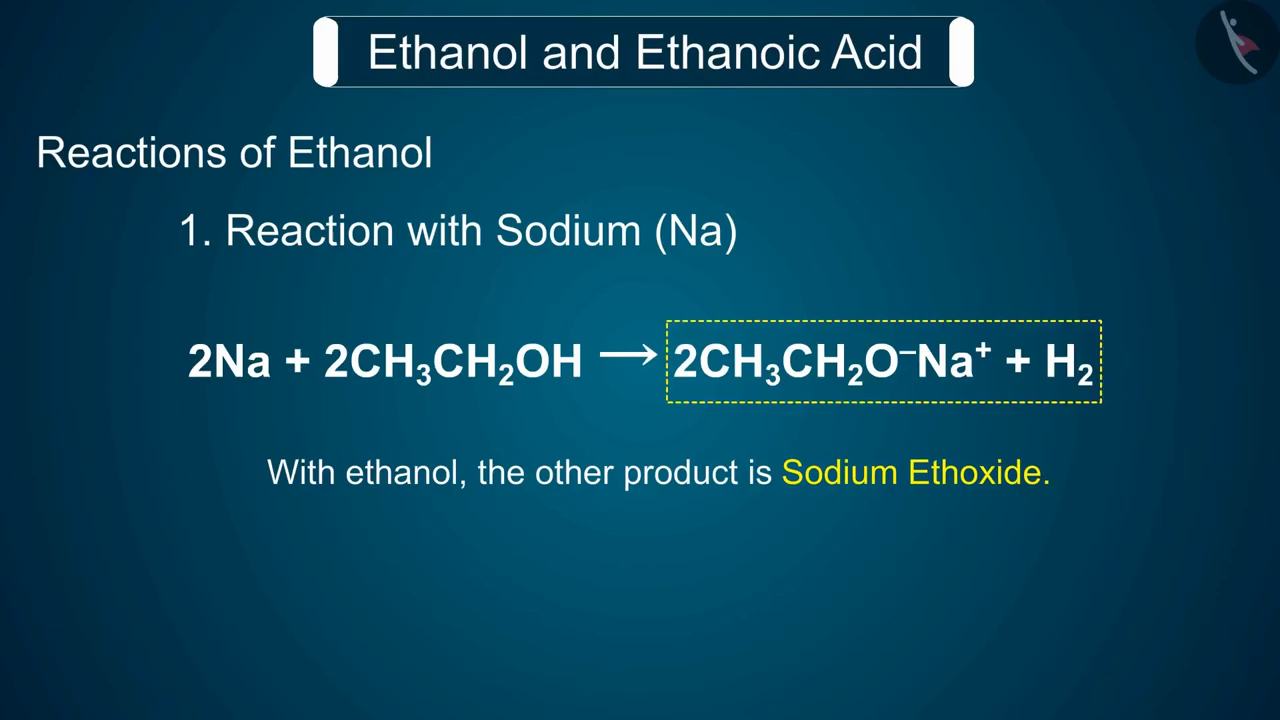 Ethanol and Ethanoic Acid
Reactions of Ethanol
1. Reaction with Sodium (Na)
2Na + 2CH₃CH₂OH → 2CH₃CH₂O⁻Na⁺ + H₂
With ethanol, the other product is Sodium Ethoxide.